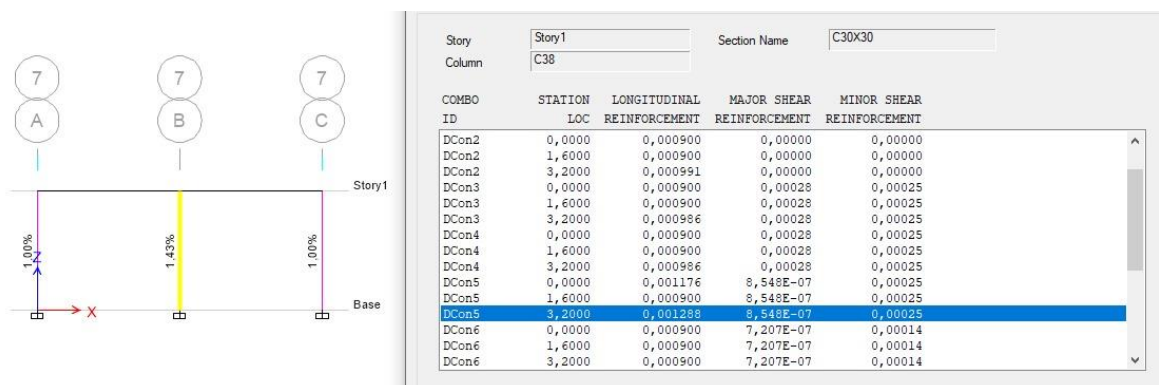 7 7 7
A B C
Story1
1.00% 1.43% 1.00%
Z
X
Base
Story Story1 Section Name C30X30
Column C38
COMBO STATION LONGITUDINAL MAJOR SHEAR MINOR SHEAR
ID LOC REINFORCEMENT REINFORCEMENT REINFORCEMENT
DCon2 0,0000 0,000900 0,00000 0,00000
DCon2 1,6000 0,000900 0,00000 0,00000
DCon2 3,2000 0,000991 0,00000 0,00000
DCon3 0,0000 0,000900 0,00028 0,00025
DCon3 1,6000 0,000900 0,00028 0,00025
DCon3 3,2000 0,000986 0,00028 0,00025
DCon4 0,0000 0,000900 0,00028 0,00025
DCon4 1,6000 0,000900 0,00028 0,00025
DCon4 3,2000 0,000986 0,00028 0,00025
DCon5 0,0000 0,001176 8,548E-07 0,00025
DCon5 1,6000 0,000900 8,548E-07 0,00025
DCon5 3,2000 0,001288 8,548E-07 0,00025
DCon6 0,0000 0,000900 7,207E-07 0,00014
DCon6 1,6000 0,000900 7,207E-07 0,00014
DCon6 3,2000 0,000900 7,207E-07 0,00014